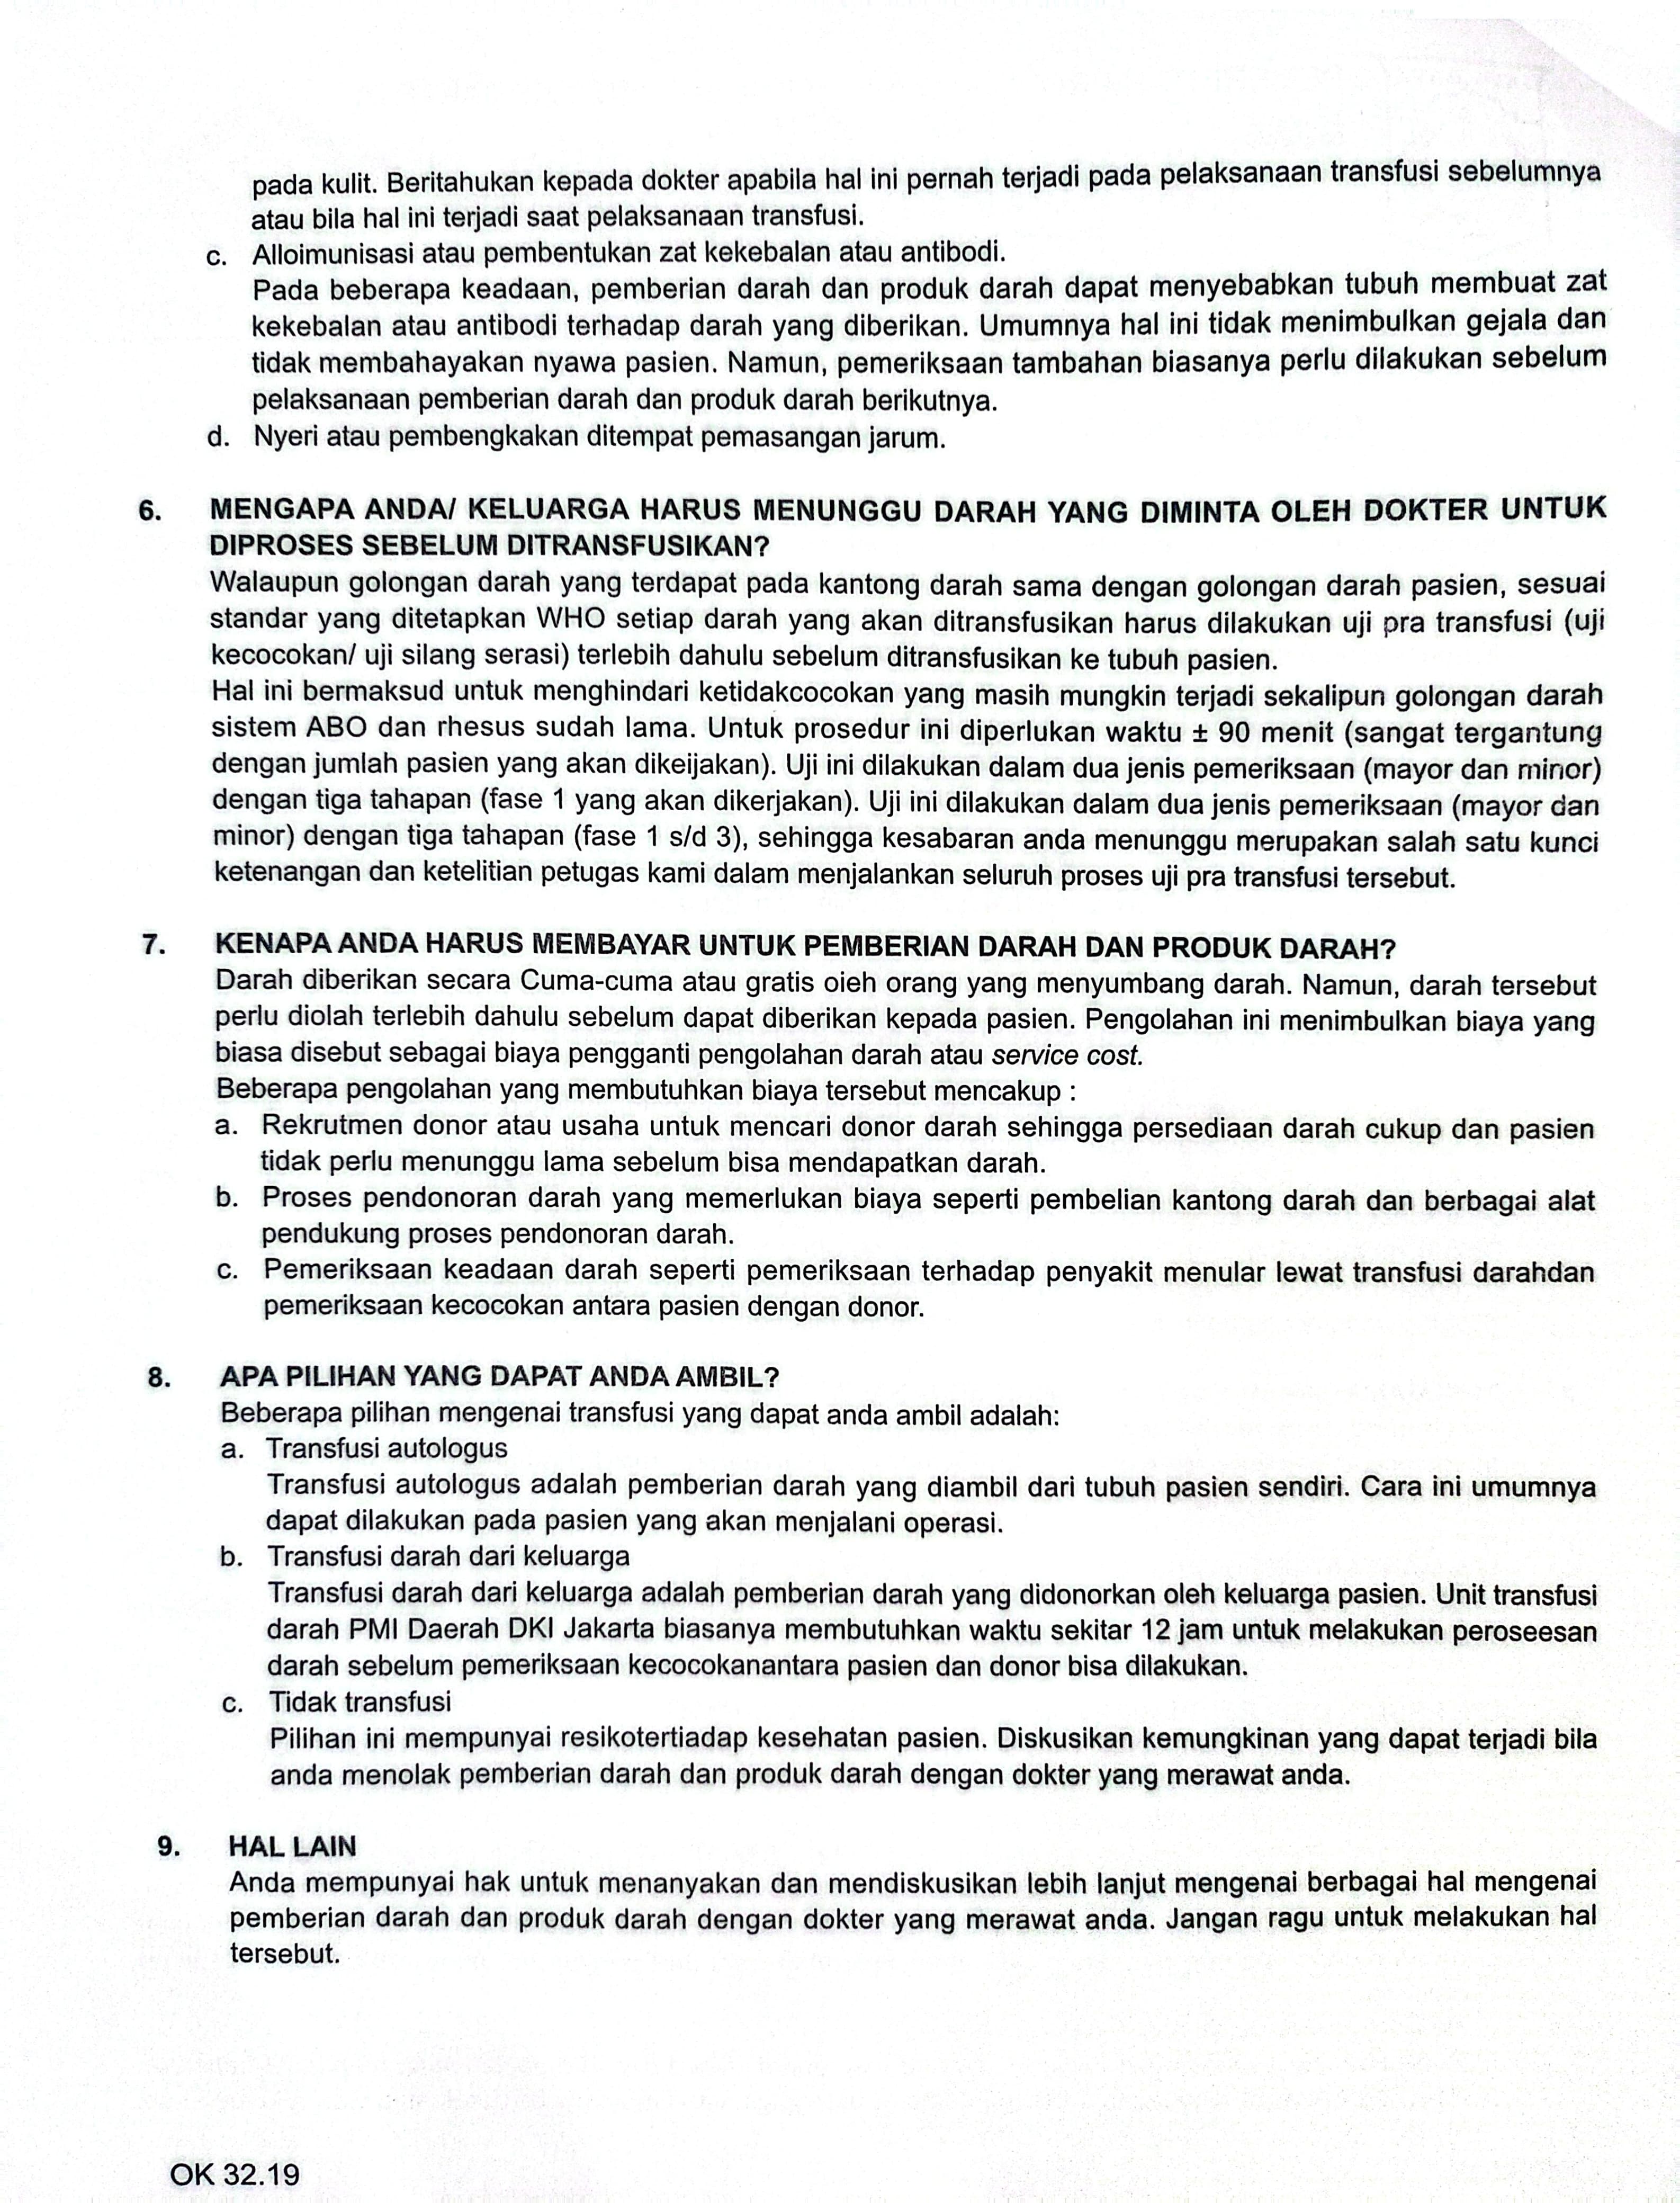 pada kulit. Beritahukan kepada dokter apabila hal ini pernah terjadi pada pelaksanaan transfusi sebelumnya
atau bila hal ini terjadi saat pelaksanaan transfusi.
c. Alloimunisasi atau pembentukan zat kekebalan atau antibodi.
Pada beberapa keadaan, pemberian darah dan produk darah dapat menyebabkan tubuh membuat zat
kekebalan atau antibodi terhadap darah yang diberikan. Umumnya hal ini tidak menimbulkan gejala dan
tidak membahayakan nyawa pasien. Namun, pemeriksaan tambahan biasanya perlu dilakukan sebelum
pelaksanaan pemberian darah dan produk darah berikutnya.
d. Nyeri atau pembengkakan ditempat pemasangan jarum.
6. MENGAPA ANDA/ KELUARGA HARUS MENUNGGU DARAH YANG DIMINTA OLEH DOKTER UNTUK
DIPROSES SEBELUM DITRANSFUSIKAN?
Walaupun golongan darah yang terdapat pada kantong darah sama dengan golongan darah pasien, sesuai
standar yang ditetapkan WHO setiap darah yang akan ditransfusikan harus dilakukan uji pra transfusi (uji
kecocokan/ uji silang serasi) terlebih dahulu sebelum ditransfusikan ke tubuh pasien.
Hal ini bermaksud untuk menghindari ketidakcocokan yang masih mungkin terjadi sekalipun golongan darah
sistem ABO dan rhesus sudah lama. Untuk prosedur ini diperlukan waktu ± 90 menit (sangat tergantung
dengan jumlah pasien yang akan dikeijakan). Uji ini dilakukan dalam dua jenis pemeriksaan (mayor dan minor)
dengan tiga tahapan (fase 1 yang akan dikerjakan). Uji ini dilakukan dalam dua jenis pemeriksaan (mayor dan
minor) dengan tiga tahapan (fase 1 s/d 3), sehingga kesabaran anda menunggu merupakan salah satu kunci
ketenangan dan ketelitian petugas kami dalam menjalankan seluruh proses uji pra transfusi tersebut.
7. KENAPA ANDA HARUS MEMBAYAR UNTUK PEMBERIAN DARAH DAN PRODUK DARAH?
Darah diberikan secara Cuma-cuma atau gratis oieh orang yang menyumbang darah. Namun, darah tersebut
perlu diolah terlebih dahulu sebelum dapat diberikan kepada pasien. Pengolahan ini menimbulkan biaya yang
biasa disebut sebagai biaya pengganti pengolahan darah atau service cost.
Beberapa pengolahan yang membutuhkan biaya tersebut mencakup :
a. Rekrutmen donor atau usaha untuk mencari donor darah sehingga persediaan darah cukup dan pasien
tidak perlu menunggu lama sebelum bisa mendapatkan darah.
b. Proses pendonoran darah yang memerlukan biaya seperti pembelian kantong darah dan berbagai alat
pendukung proses pendonoran darah.
c. Pemeriksaan keadaan darah seperti pemeriksaan terhadap penyakit menular lewat transfusi darahdan
pemeriksaan kecocokan antara pasien dengan donor.
8. APA PILIHAN YANG DAPAT ANDA AMBIL?
Beberapa pilihan mengenai transfusi yang dapat anda ambil adalah:
a. Transfusi autologus
Transfusi autologus adalah pemberian darah yang diambil dari tubuh pasien sendiri. Cara ini umumnya
dapat dilakukan pada pasien yang akan menjalani operasi.
b. Transfusi darah dari keluarga
Transfusi darah dari keluarga adalah pemberian darah yang didonorkan oleh keluarga pasien. Unit transfusi
darah PMI Daerah DKI Jakarta biasanya membutuhkan waktu sekitar 12 jam untuk melakukan peroseesan
darah sebelum pemeriksaan kecocokanantara pasien dan donor bisa dilakukan.
c. Tidak transfusi
Pilihan ini mempunyai resikotertiadap kesehatan pasien. Diskusikan kemungkinan yang dapat terjadi bila
anda menolak pemberian darah dan produk darah dengan dokter yang merawat anda.
9. HAL LAIN
Anda mempunyai hak untuk menanyakan dan mendiskusikan lebih lanjut mengenai berbagai hal mengenai
pemberian darah dan produk darah dengan dokter yang merawat anda. Jangan ragu untuk melakukan hal
tersebut.
OK 32.19